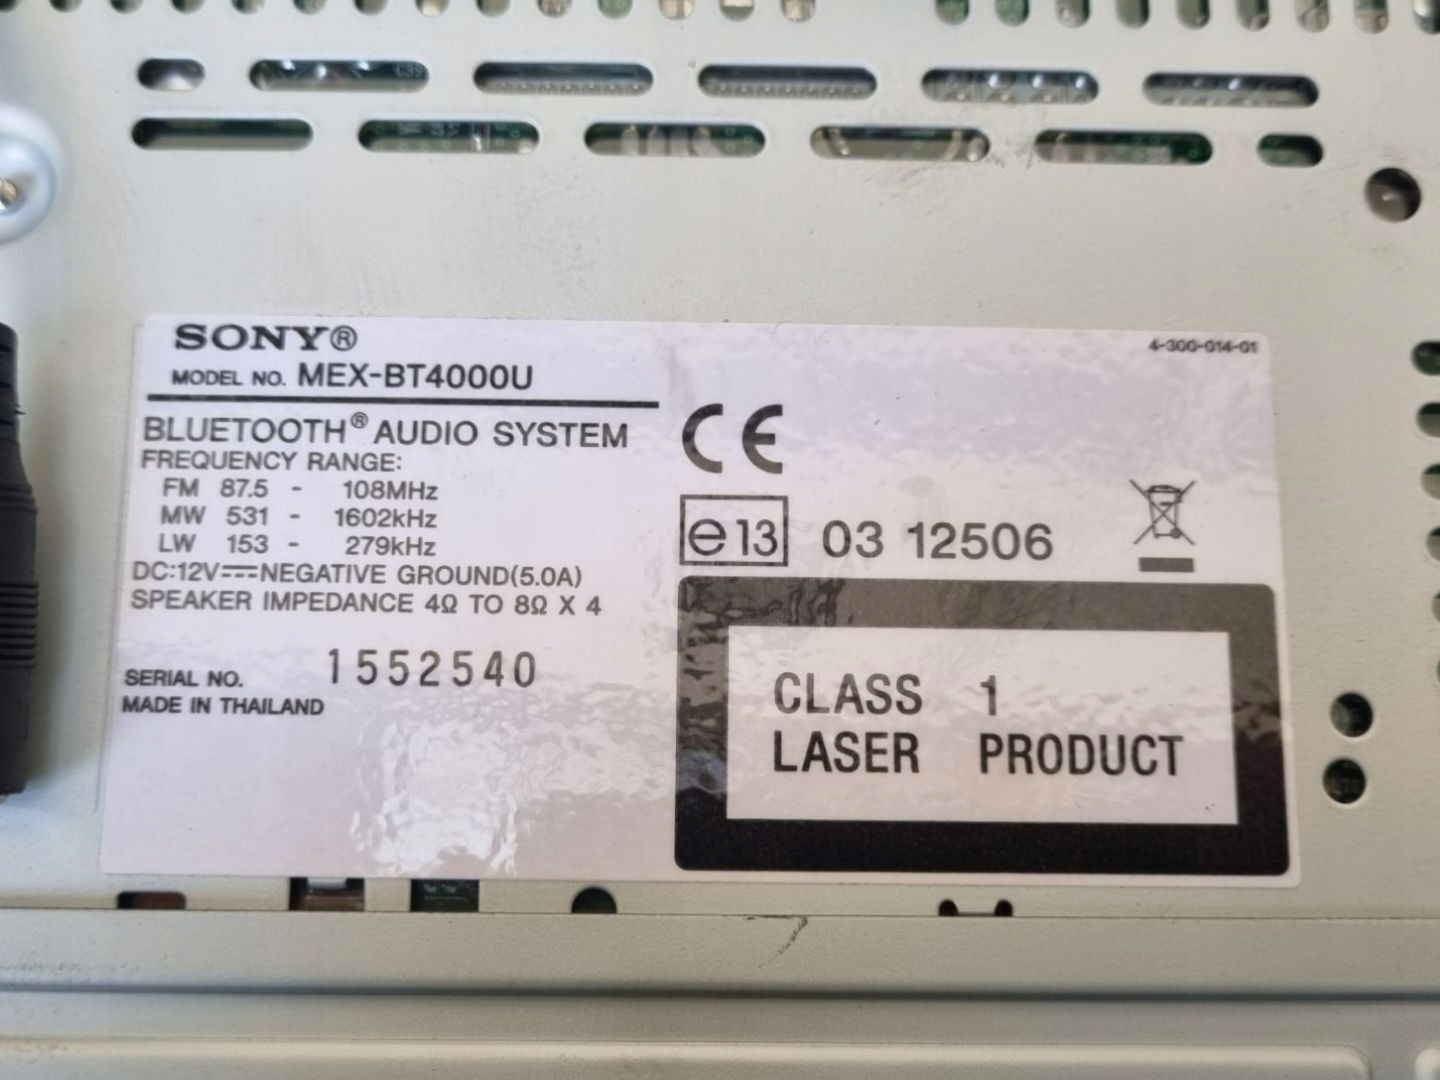 SONY®
MODEL NO. MEX-BT4000U
4-300-014-01
BLUETOOTH® AUDIO SYSTEM
FREQUENCY RANGE:
FM 87.5 - 108MHz
MW 531 - 1602kHz
LW 153 - 279kHz
DC:12V⎓NEGATIVE GROUND(5.0A)
SPEAKER IMPEDANCE 4Ω TO 8Ω X 4
SERIAL NO. 1552540
MADE IN THAILAND
CE
e13 03 12506
CLASS 1
LASER PRODUCT